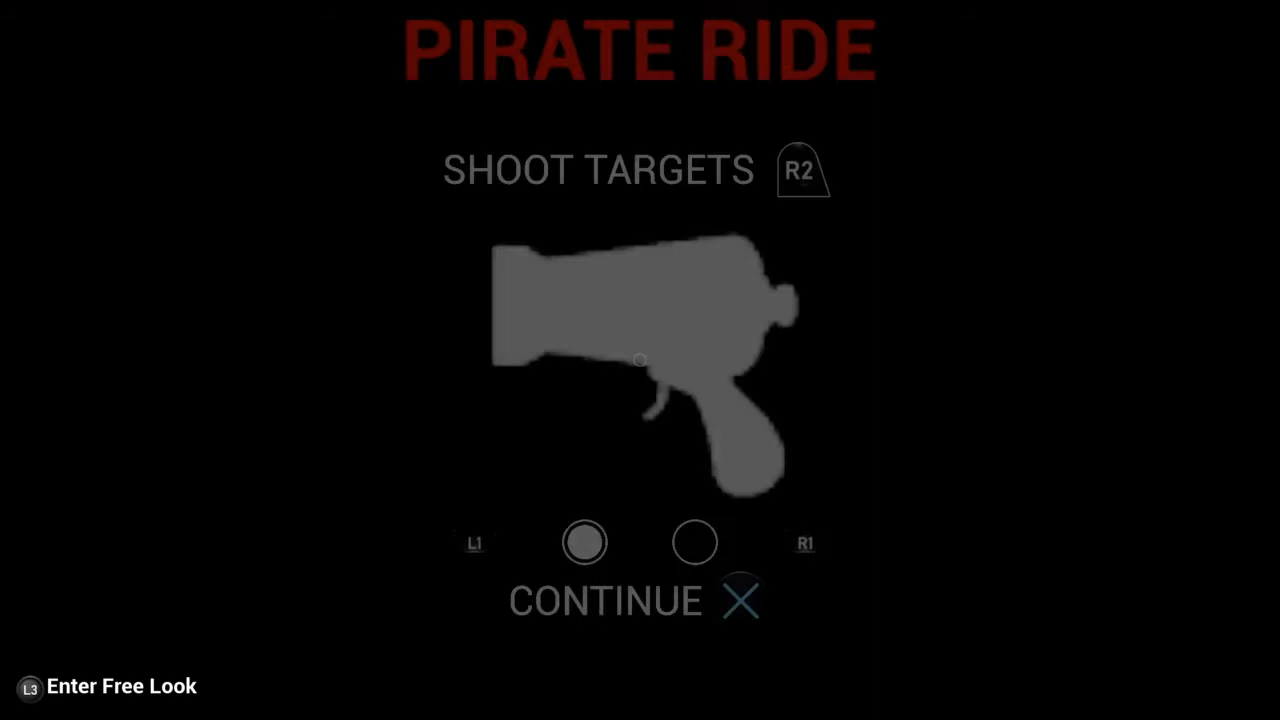 PIRATE RIDE
SHOOT TARGETS R2
L1 R1
CONTINUE
L3 Enter Free Look